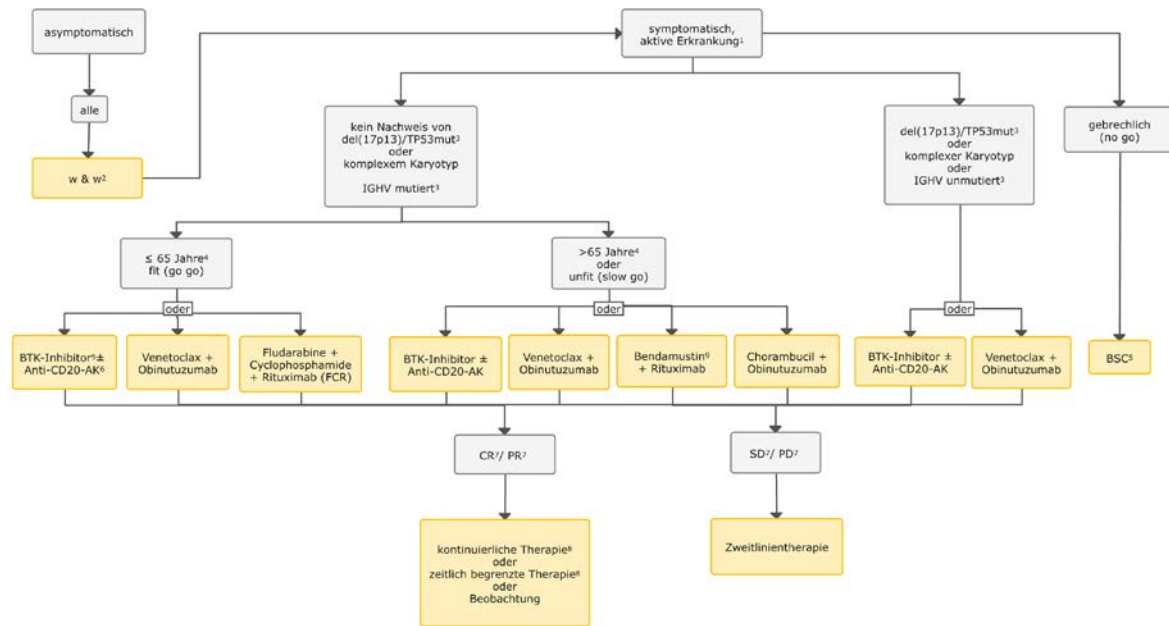 asymptomatisch
symptomatisch,
aktive Erkrankung¹
alle
w & w²
kein Nachweis von
del(17p13)/TP53mut³
oder
komplexem Karyotyp
IGHV mutiert³
del(17p13)/TP53mut³
oder
komplexer Karyotyp
oder
IGHV unmutiert³
gebrechlich
(no go)
≤ 65 Jahre⁴
fit (go go)
>65 Jahre⁴
oder
unfit (slow go)
oder
oder
oder
BTK-Inhibitor⁵±
Anti-CD20-AK⁶
Venetoclax +
Obinutuzumab
Fludarabine +
Cyclophosphamide
+ Rituximab (FCR)
BTK-Inhibitor ±
Anti-CD20-AK
Venetoclax +
Obinutuzumab
Bendamustin⁹
+ Rituximab
Chorambucil +
Obinutuzumab
BTK-Inhibitor ±
Anti-CD20-AK
Venetoclax +
Obinutuzumab
BSC⁵
CR⁷/ PR⁷
SD⁷/ PD⁷
kontinuierliche Therapie⁸
oder
zeitlich begrenzte Therapie⁸
oder
Beobachtung
Zweitlinientherapie